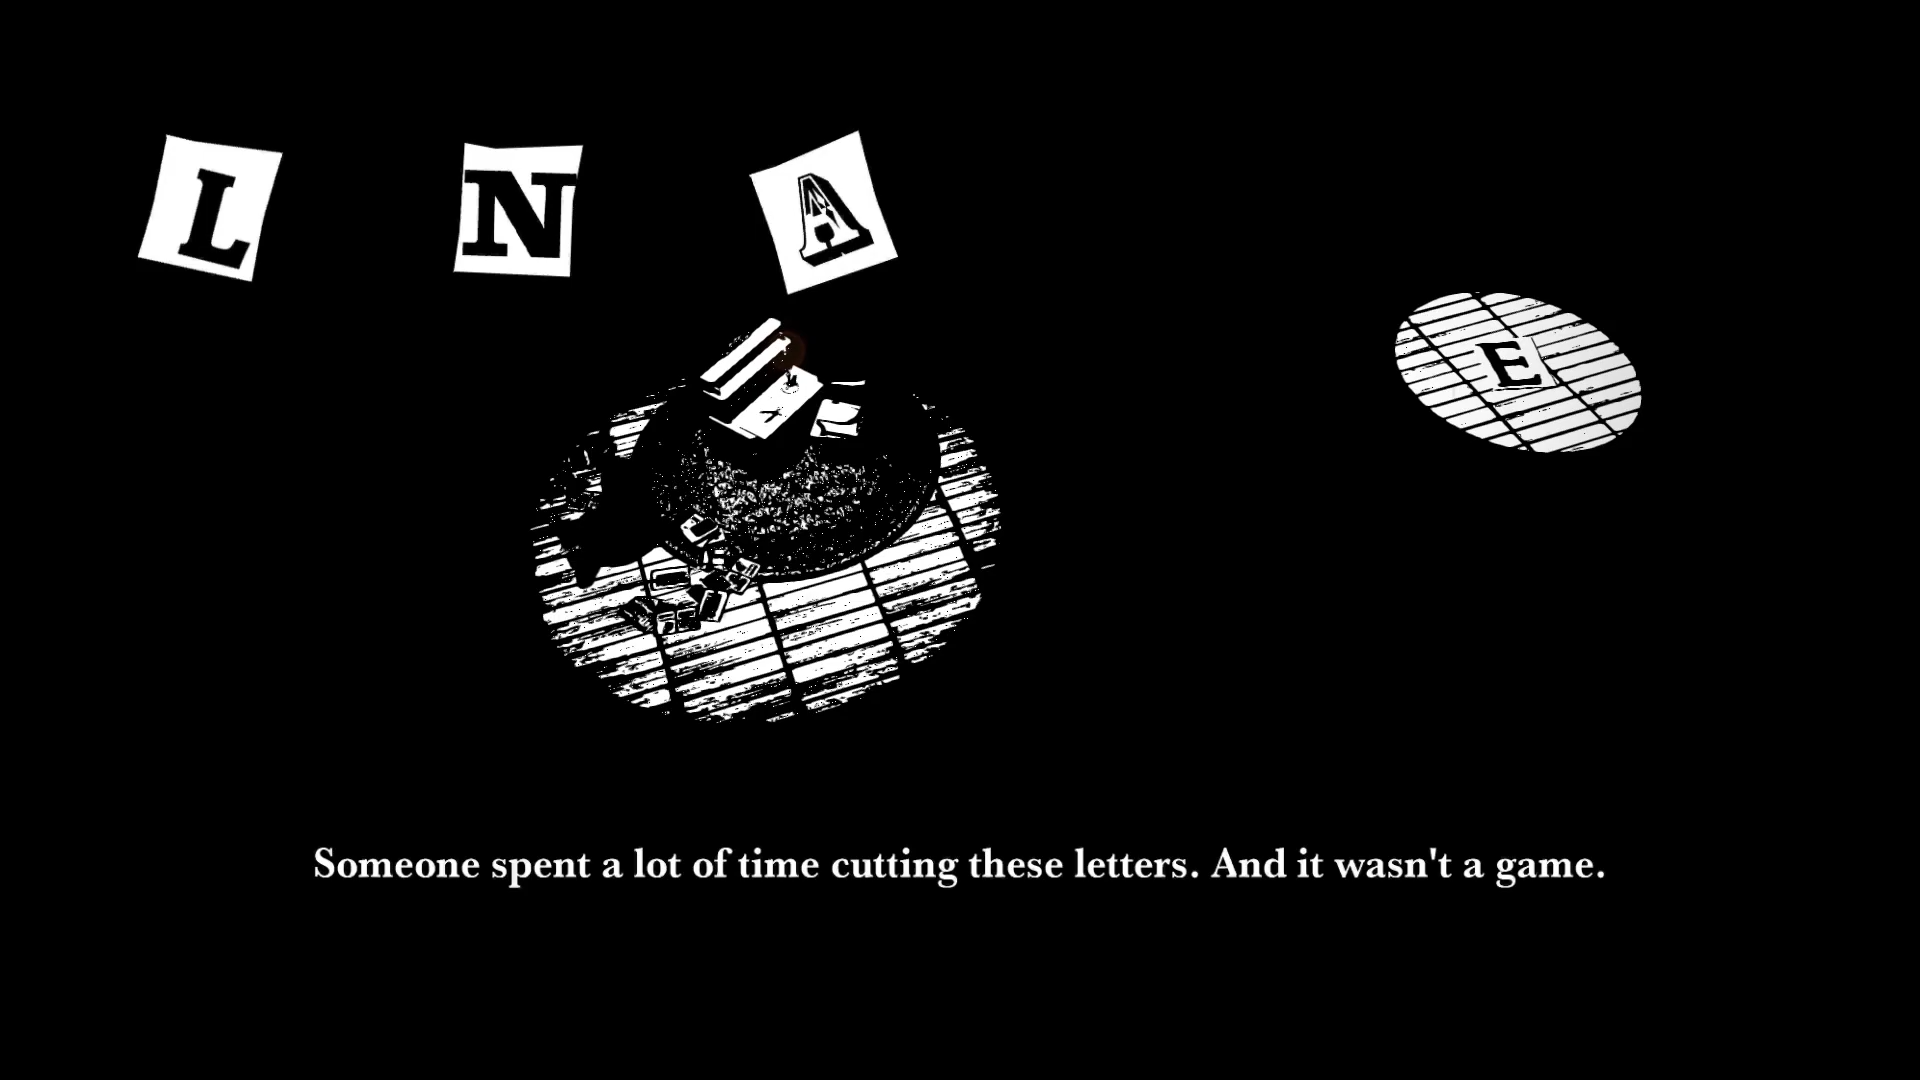 L N A
E
Someone spent a lot of time cutting these letters. And it wasn't a game.